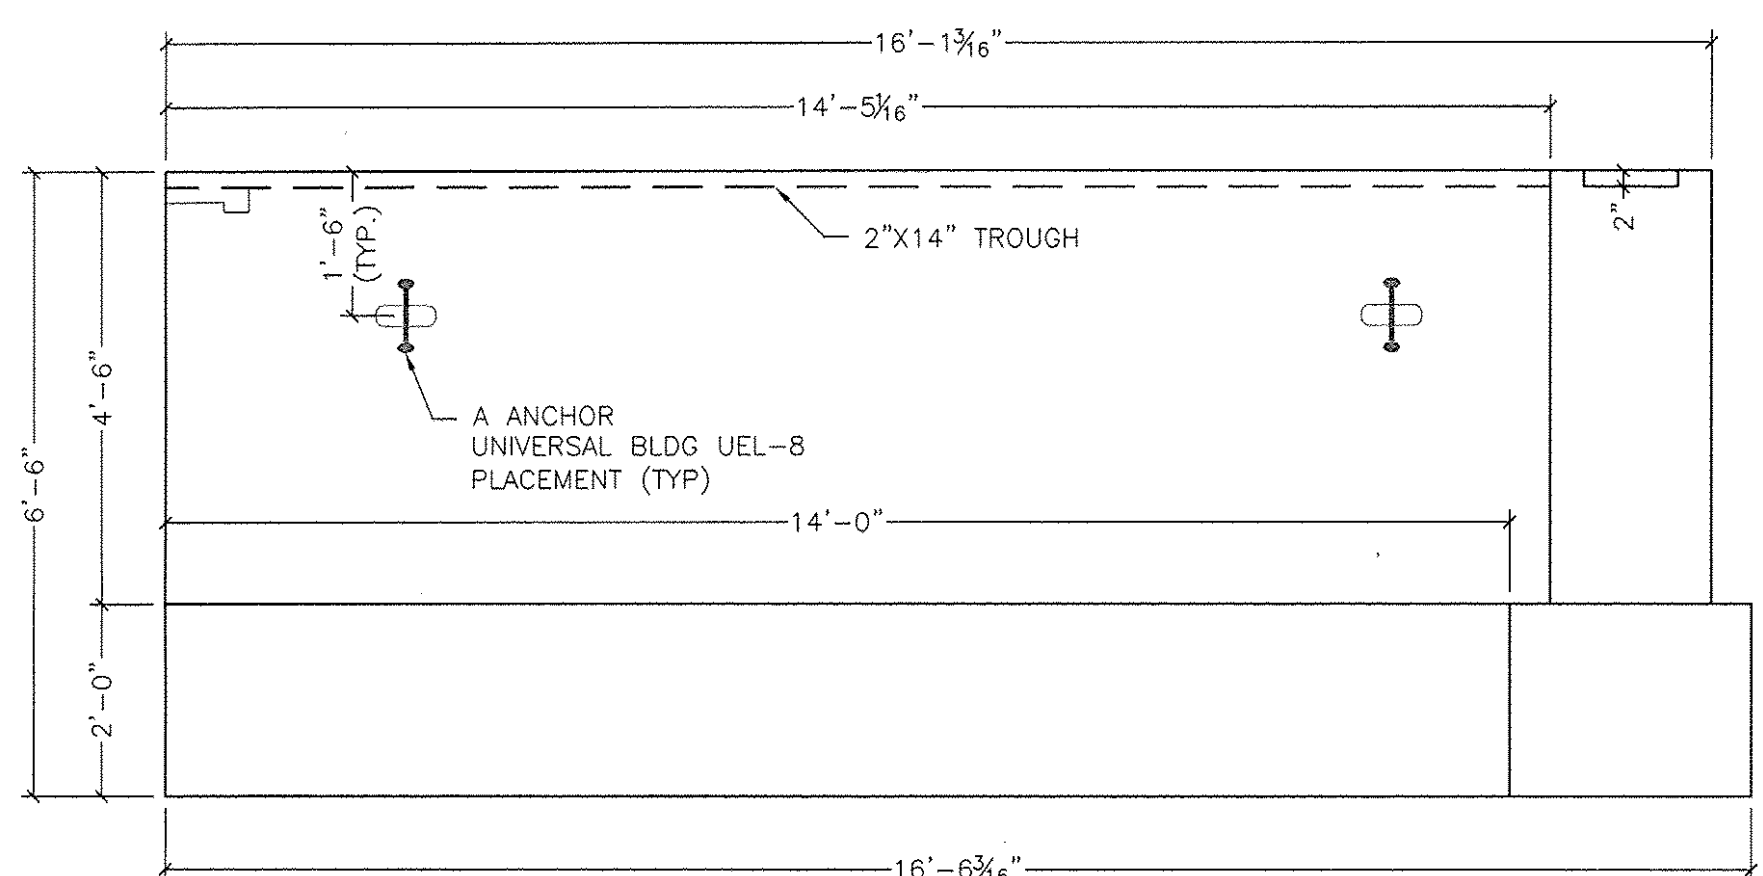 16'-1 3/16"
14'-5 1/16"
1'-6"
(TYP.)
2"
2"X14" TROUGH
4'-6"
6'-6"
A ANCHOR
UNIVERSAL BLDG UEL-8
PLACEMENT (TYP)
14'-0"
2'-0"
16'-6 3/16"